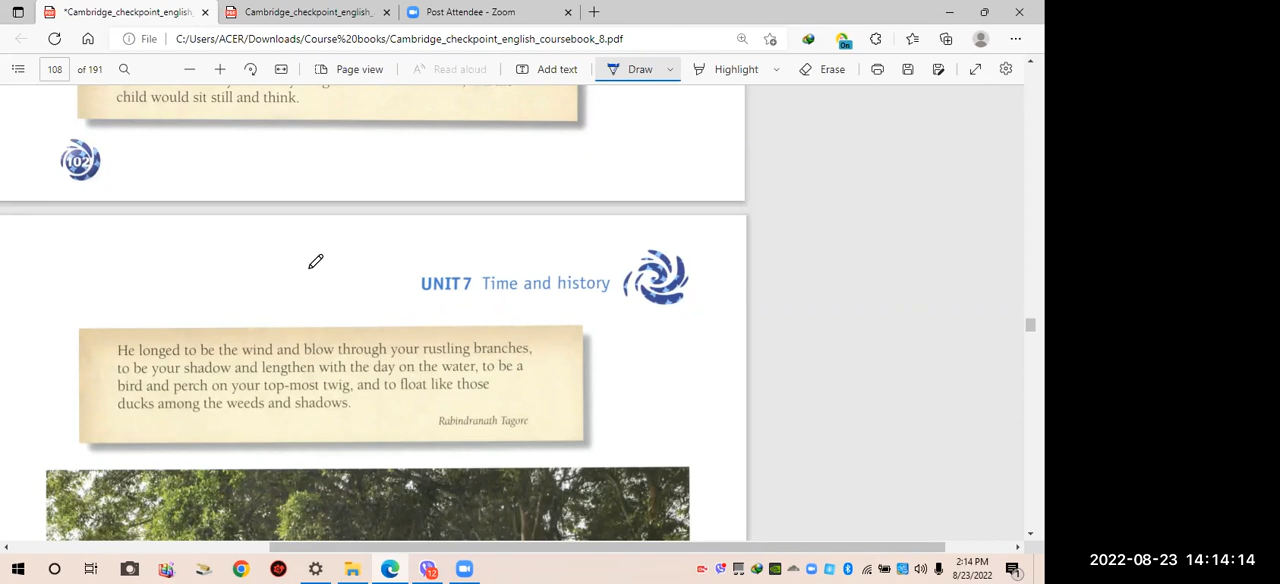 *Cambridge_checkpoint_english_
Cambridge_checkpoint_english_
Post Attendee - Zoom
File
C:/Users/ACER/Downloads/Course%20books/Cambridge_checkpoint_english_coursebook_8.pdf
On
108 of 191
Page view
Read aloud
Add text
Draw
Highlight
Erase
child would sit still and think.
102
UNIT 7 Time and history
He longed to be the wind and blow through your rustling branches,
to be your shadow and lengthen with the day on the water, to be a
bird and perch on your top-most twig, and to float like those
ducks among the weeds and shadows.
Rabindranath Tagore
12
2:14 PM
8/23/2022
1
2022-08-23 14:14:14